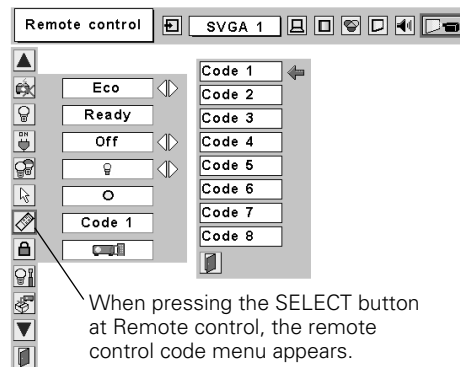 Remote control
SVGA 1
Eco
Ready
ON
Off
Code 1
Code 1
Code 2
Code 3
Code 4
Code 5
Code 6
Code 7
Code 8
When pressing the SELECT button
at Remote control, the remote
control code menu appears.